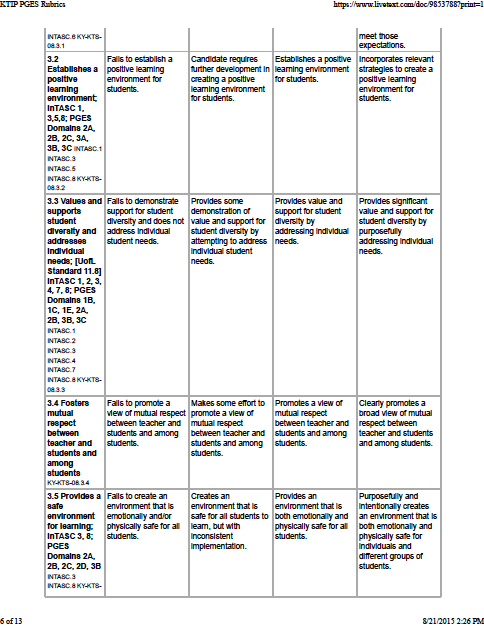 KTIP PGES Rubrics
https://www.livetext.com/doc/9853788?print=1
INTASC.6 KY-KTS-
08.3.1
meet those
expectations.
3.2
Establishes a
positive
learning
environment;
InTASC 1,
3,5,8; PGES
Domains 2A,
2B, 2C, 3A,
3B, 3C INTASC.1
INTASC.3
INTASC.5
INTASC.8 KY-KTS-
08.3.2
Fails to establish a
positive learning
environment for
students.
Candidate requires
further development in
creating a positive
learning environment
for students.
Establishes a positive
learning environment
for students.
Incorporates relevant
strategies to create a
positive learning
environment for
students.
3.3 Values and
supports
student
diversity and
addresses
individual
needs; [UofL
Standard 11.8]
InTASC 1, 2, 3,
4, 7, 8; PGES
Domains 1B,
1C, 1E, 2A,
2B, 3B, 3C
INTASC.1
INTASC.2
INTASC.3
INTASC.4
INTASC.7
INTASC.8 KY-KTS-
08.3.3
Fails to demonstrate
support for student
diversity and does not
address individual
student needs.
Provides some
demonstration of
value and support for
student diversity by
attempting to address
individual student
needs.
Provides value and
support for student
diversity by
addressing individual
needs.
Provides significant
value and support for
student diversity by
purposefully
addressing individual
needs.
3.4 Fosters
mutual
respect
between
teacher and
students and
among
students
KY-KTS-08.3.4
Fails to promote a
view of mutual respect
between teacher and
students and among
students.
Makes some effort to
promote a view of
mutual respect
between teacher and
students and among
students.
Promotes a view of
mutual respect
between teacher and
students and among
students.
Clearly promotes a
broad view of mutual
respect between
teacher and students
and among students.
3.5 Provides a
safe
environment
for learning;
InTASC 3, 8;
PGES
Domains 2A,
2B, 2C, 2D, 3B
INTASC.3
INTASC.8 KY-KTS-
Fails to create an
environment that is
emotionally and/or
physically safe for all
students.
Creates an
environment that is
safe for all students to
learn, but with
inconsistent
implementation.
Provides an
environment that is
both emotionally and
physically safe for all
students.
Purposefully and
intentionally creates
an environment that is
both emotionally and
physically safe for
individuals and
different groups of
students.
6 of 13
8/21/2015 2:26 PM